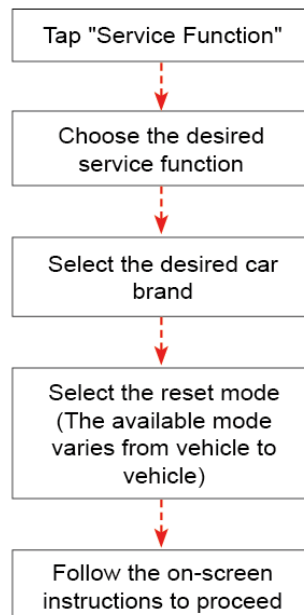 Tap "Service Function"
Choose the desired
service function
Select the desired car
brand
Select the reset mode
(The available mode
varies from vehicle to
vehicle)
Follow the on-screen
instructions to proceed